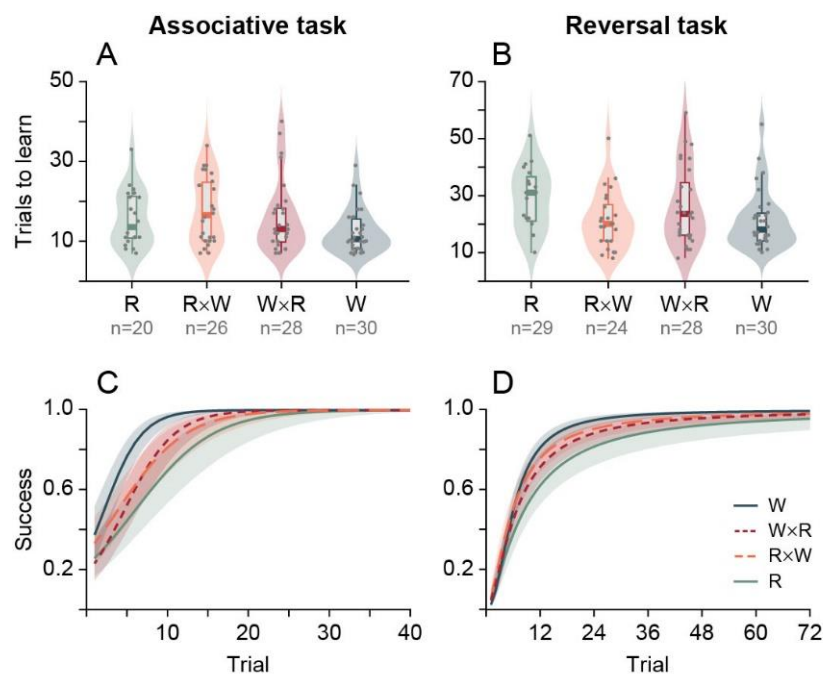 Associative task
Reversal task
A
B
Trials to learn
50
30
10
70
50
30
10
R
R×W
W×R
W
n=20
n=26
n=28
n=30
R
R×W
W×R
W
n=29
n=24
n=28
n=30
C
D
Success
1.0
0.6
0.2
1.0
0.6
0.2
W
W×R
R×W
R
10
20
30
40
12
24
36
48
60
72
Trial
Trial